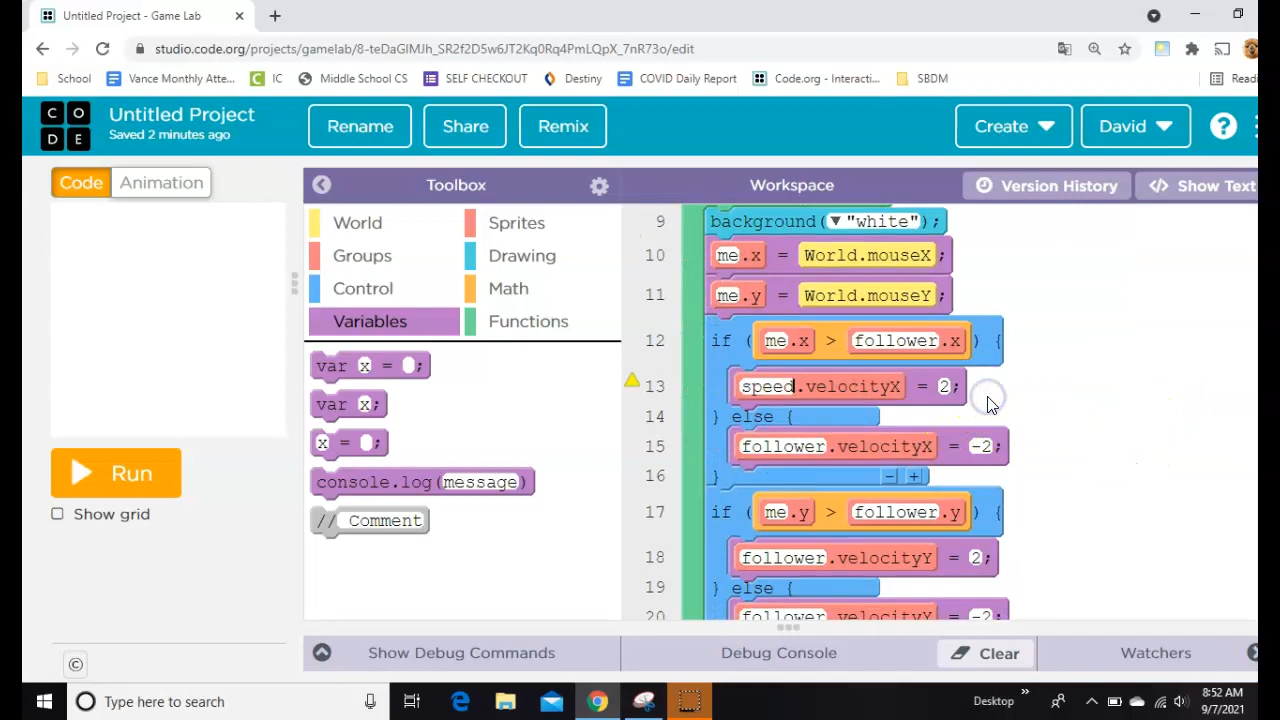 Untitled Project - Game Lab
studio.code.org/projects/gamelab/8-teDaGlMJh_SR2f2D5w6JT2Kq0Rq4PmLQpX_7nR73o/edit
School Vance Monthly Atte... IC Middle School CS SELF CHECKOUT Destiny COVID Daily Report Code.org - Interacti... SBDM Readi
C O D E
Untitled Project
Saved 2 minutes ago
Rename Share Remix Create David ?
Code Animation
Toolbox
Workspace
Version History
</> Show Text
World Sprites
Groups Drawing
Control Math
Variables Functions
var x = ;
var x;
x = ;
console.log(message)
// Comment
Run
Show grid
9 background("white");
10 me.x = World.mouseX;
11 me.y = World.mouseY;
12 if (me.x > follower.x) {
13 speed.velocityX = 2;
14 } else {
15 follower.velocityX = -2;
16 } - +
17 if (me.y > follower.y) {
18 follower.velocityY = 2;
19 } else {
20 follower.velocityY = -2;
©
Show Debug Commands
Debug Console
Clear
Watchers
Type here to search
Desktop
8:52 AM
9/7/2021